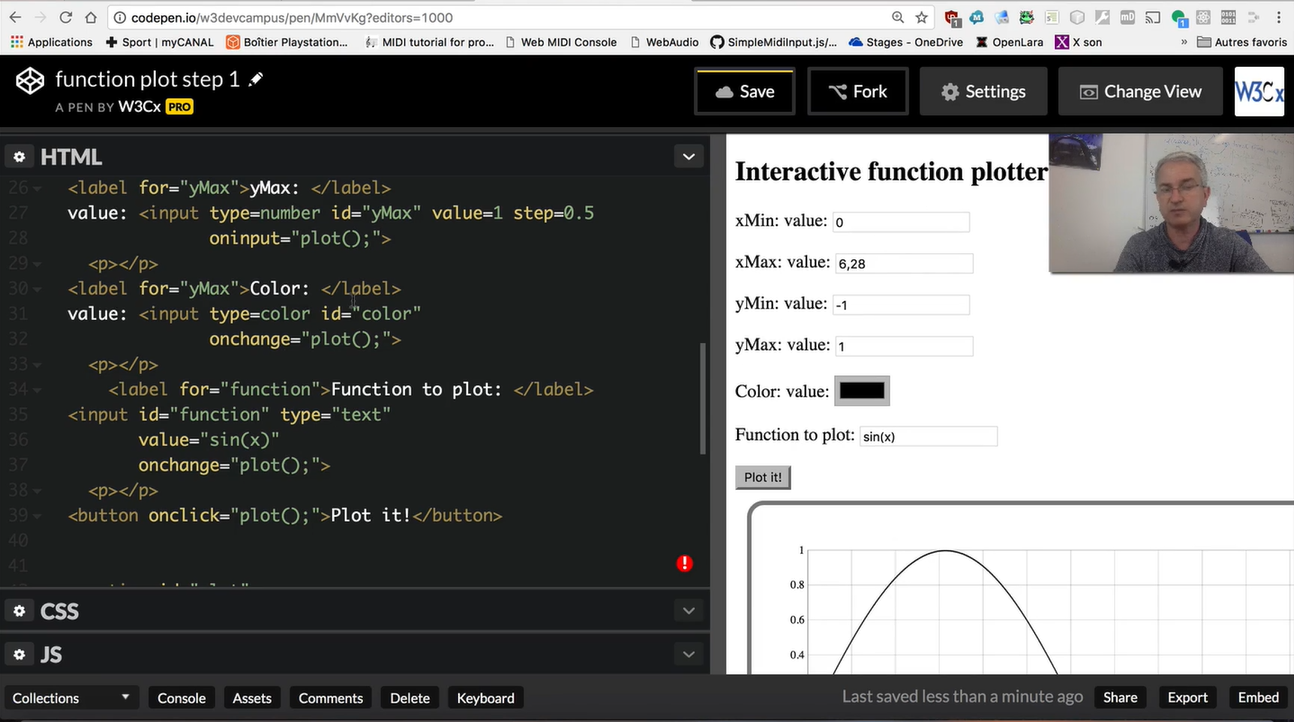 codepen.io/w3devcampus/pen/MmVvKg?editors=1000
Applications Sport | myCANAL Boîtier Playstation... MIDI tutorial for pro... Web MIDI Console WebAudio SimpleMidiInput.js/... Stages - OneDrive OpenLara X son » Autres favoris
function plot step 1
A PEN BY W3Cx PRO
Save Fork Settings Change View W3Cx
HTML
26 <label for="yMax">yMax: </label>
27 value: <input type=number id="yMax" value=1 step=0.5
28 oninput="plot();">
29 <p></p>
30 <label for="yMax">Color: </label>
31 value: <input type=color id="color"
32 onchange="plot();">
33 <p></p>
34 <label for="function">Function to plot: </label>
35 <input id="function" type="text"
36 value="sin(x)"
37 onchange="plot();">
38 <p></p>
39 <button onclick="plot();">Plot it!</button>
40
41
CSS
JS
Interactive function plotter
xMin: value: 0
xMax: value: 6,28
yMin: value: -1
yMax: value: 1
Color: value:
Function to plot: sin(x)
Plot it!
1
0.8
0.6
0.4
Collections Console Assets Comments Delete Keyboard Last saved less than a minute ago Share Export Embed